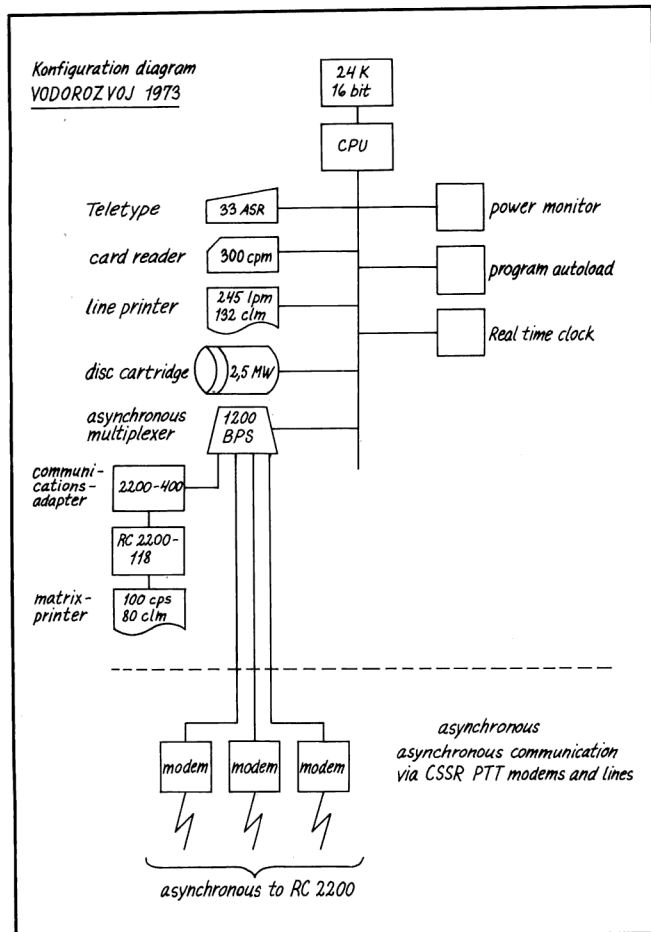 Konfiguration diagram
VODOROZVOJ 1973
24 K
16 bit
CPU
Teletype
33 ASR
power monitor
card reader
300 cpm
program autoload
line printer
245 lpm
132 clm
Real time clock
disc cartridge
2,5 MW
asynchronous
multiplexer
1200
BPS
communi-
cations-
adapter
2200-400
RC 2200-
118
matrix-
printer
100 cps
80 clm
asynchronous
asynchronous communication
via CSSR PTT modems and lines
modem
modem
modem
asynchronous to RC 2200